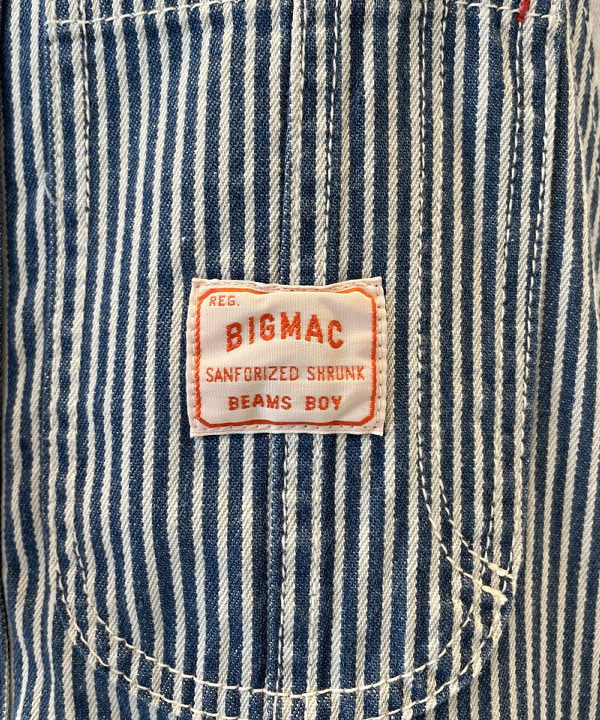 REG.
BIGMAC
SANFORIZED SHRUNK
BEAMS BOY